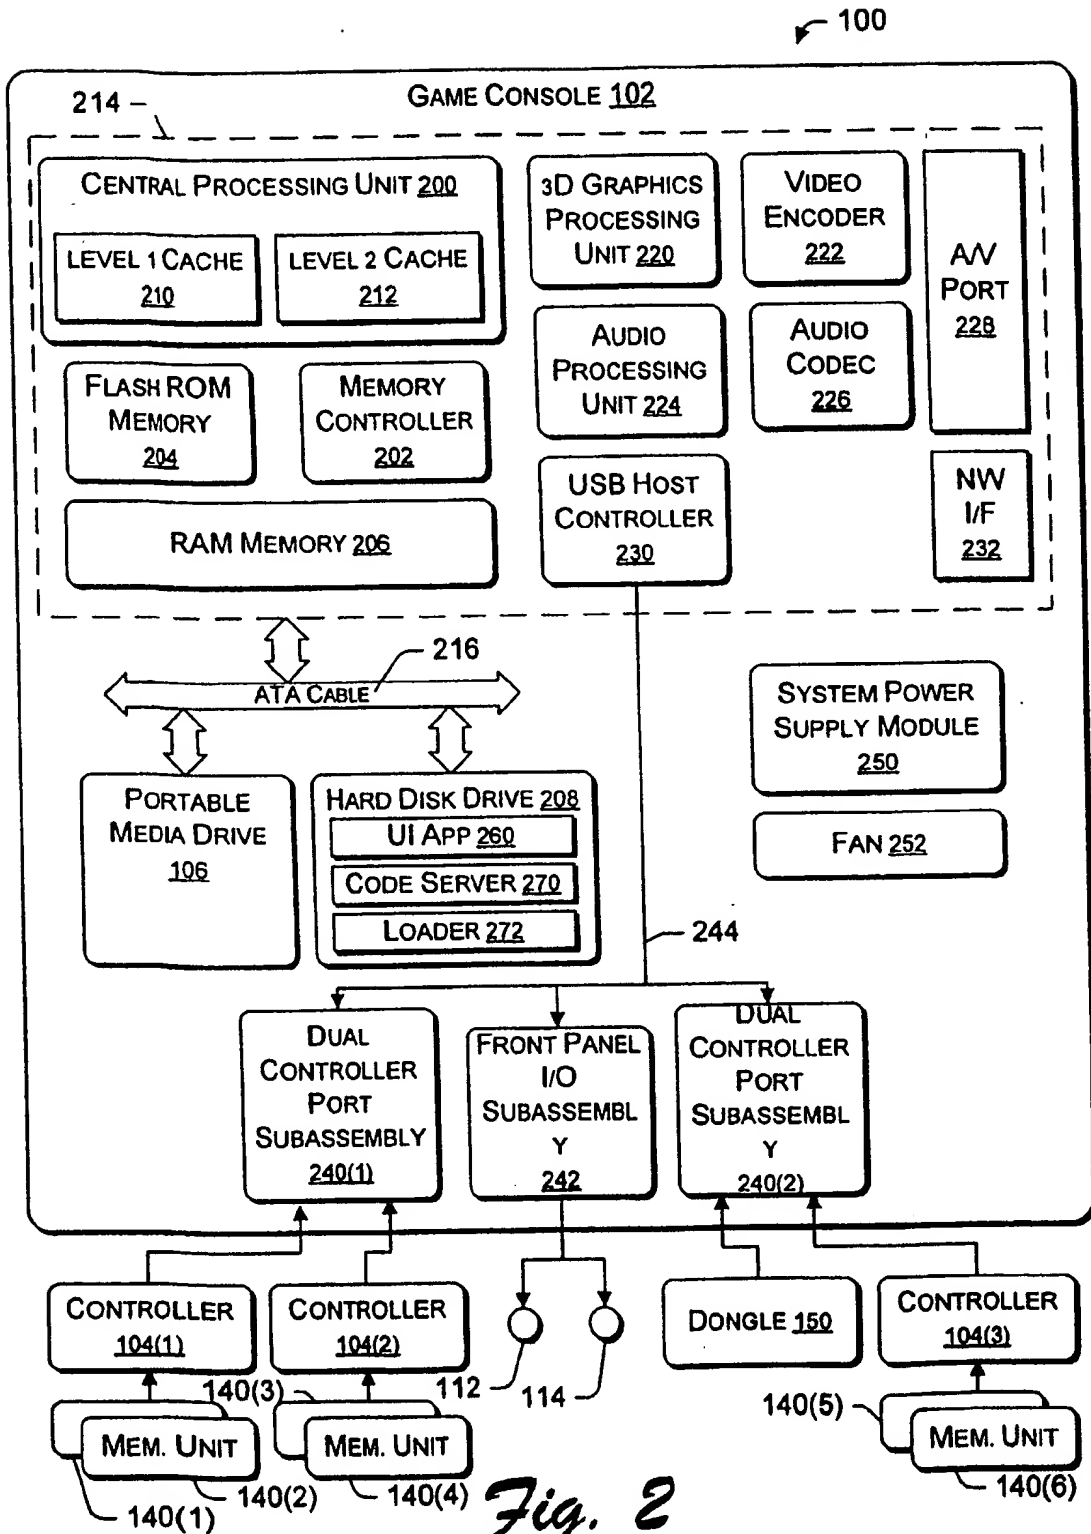 100
GAME CONSOLE 102
214
CENTRAL PROCESSING UNIT 200
LEVEL 1 CACHE
210
LEVEL 2 CACHE
212
3D GRAPHICS
PROCESSING
UNIT 220
VIDEO
ENCODER
222
A/V
PORT
228
FLASH ROM
MEMORY
204
MEMORY
CONTROLLER
202
AUDIO
PROCESSING
UNIT 224
AUDIO
CODEC
226
RAM MEMORY 206
USB HOST
CONTROLLER
230
NW
I/F
232
216
ATA CABLE
SYSTEM POWER
SUPPLY MODULE
250
PORTABLE
MEDIA DRIVE
106
HARD DISK DRIVE 208
UI APP 260
CODE SERVER 270
LOADER 272
FAN 252
244
DUAL
CONTROLLER
PORT
SUBASSEMBLY
240(1)
FRONT PANEL
I/O
SUBASSEMBL
Y
242
DUAL
CONTROLLER
PORT
SUBASSEMBL
Y
240(2)
CONTROLLER
104(1)
CONTROLLER
104(2)
112
114
DONGLE 150
CONTROLLER
104(3)
140(3)
140(5)
MEM. UNIT
MEM. UNIT
MEM. UNIT
140(1)
140(2)
140(4)
140(6)
Fig. 2